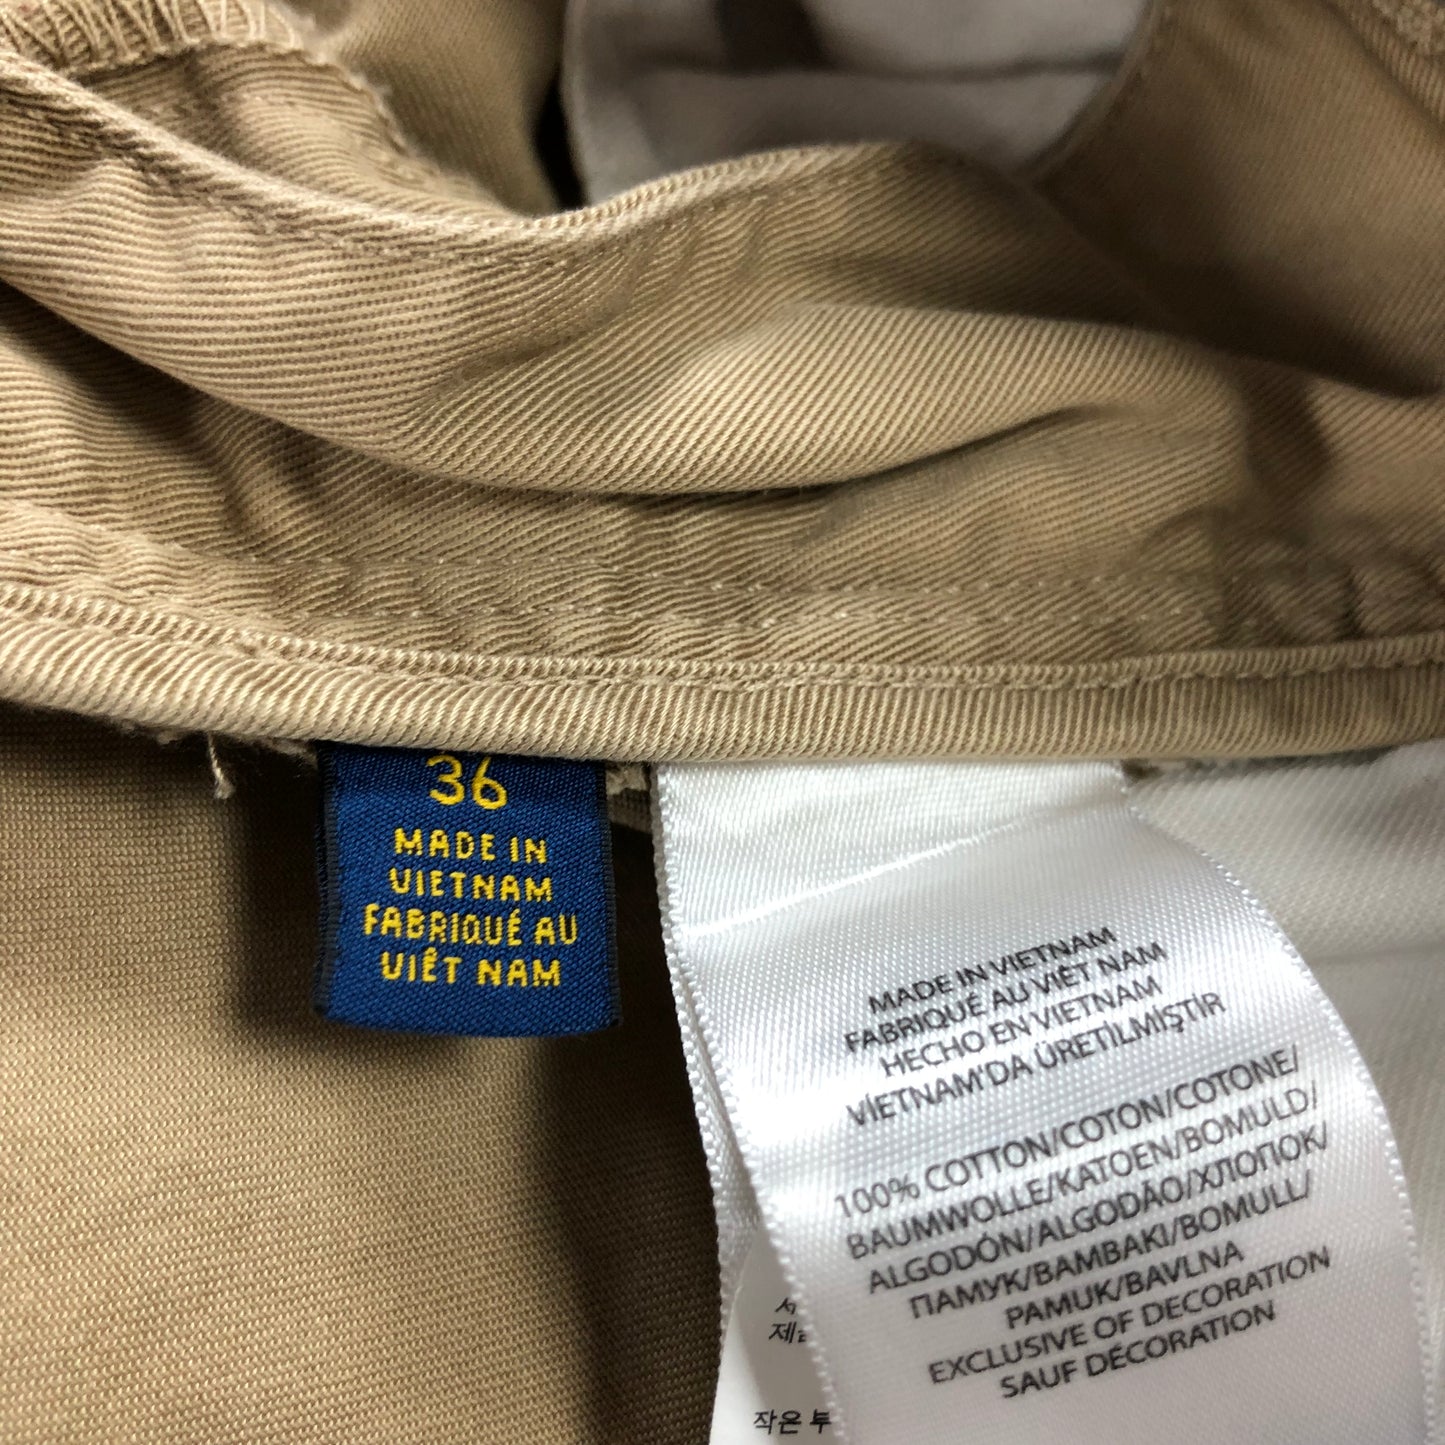 36
MADE IN
VIETNAM
FABRIQUÉ AU
VIÊT NAM
MADE IN VIETNAM
FABRIQUÉ AU VIÊT NAM
HECHO EN VIETNAM
VİETNAM'DA ÜRETİLMİŞTİR
100% COTTON/COTON/COTONE/
BAUMWOLLE/KATOEN/BOMULD/
ALGODÓN/ALGODÃO/ХЛОПОК/
ПАМУК/BAMBAKI/BOMULL/
PAMUK/BAVLNA
EXCLUSIVE OF DECORATION
SAUF DÉCORATION
작은